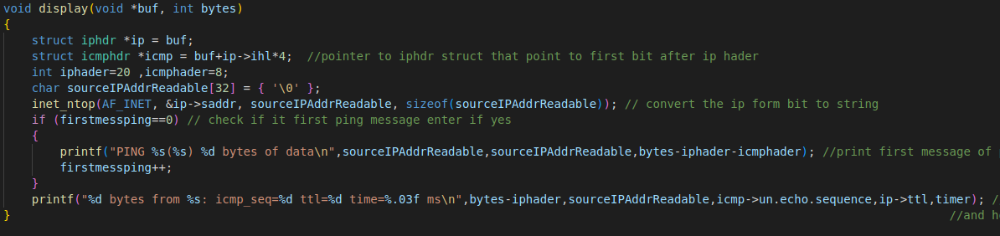 void display(void *buf, int bytes)
{
    struct iphdr *ip = buf;
    struct icmphdr *icmp = buf+ip->ihl*4;  //pointer to iphdr struct that point to first bit after ip hader
    int iphader=20 ,icmphader=8;
    char sourceIPAddrReadable[32] = { '\0' };
    inet_ntop(AF_INET, &ip->saddr, sourceIPAddrReadable, sizeof(sourceIPAddrReadable)); // convert the ip form bit to string
    if (firstmessping==0) // check if it first ping message enter if yes
    {
        printf("PING %s(%s) %d bytes of data\n",sourceIPAddrReadable,sourceIPAddrReadable,bytes-iphader-icmphader); //print first message of
        firstmessping++;
    }
    printf("%d bytes from %s: icmp_seq=%d ttl=%d time=%.03f ms\n",bytes-iphader,sourceIPAddrReadable,icmp->un.echo.sequence,ip->ttl,timer); /
}                                                                                                                                    //and